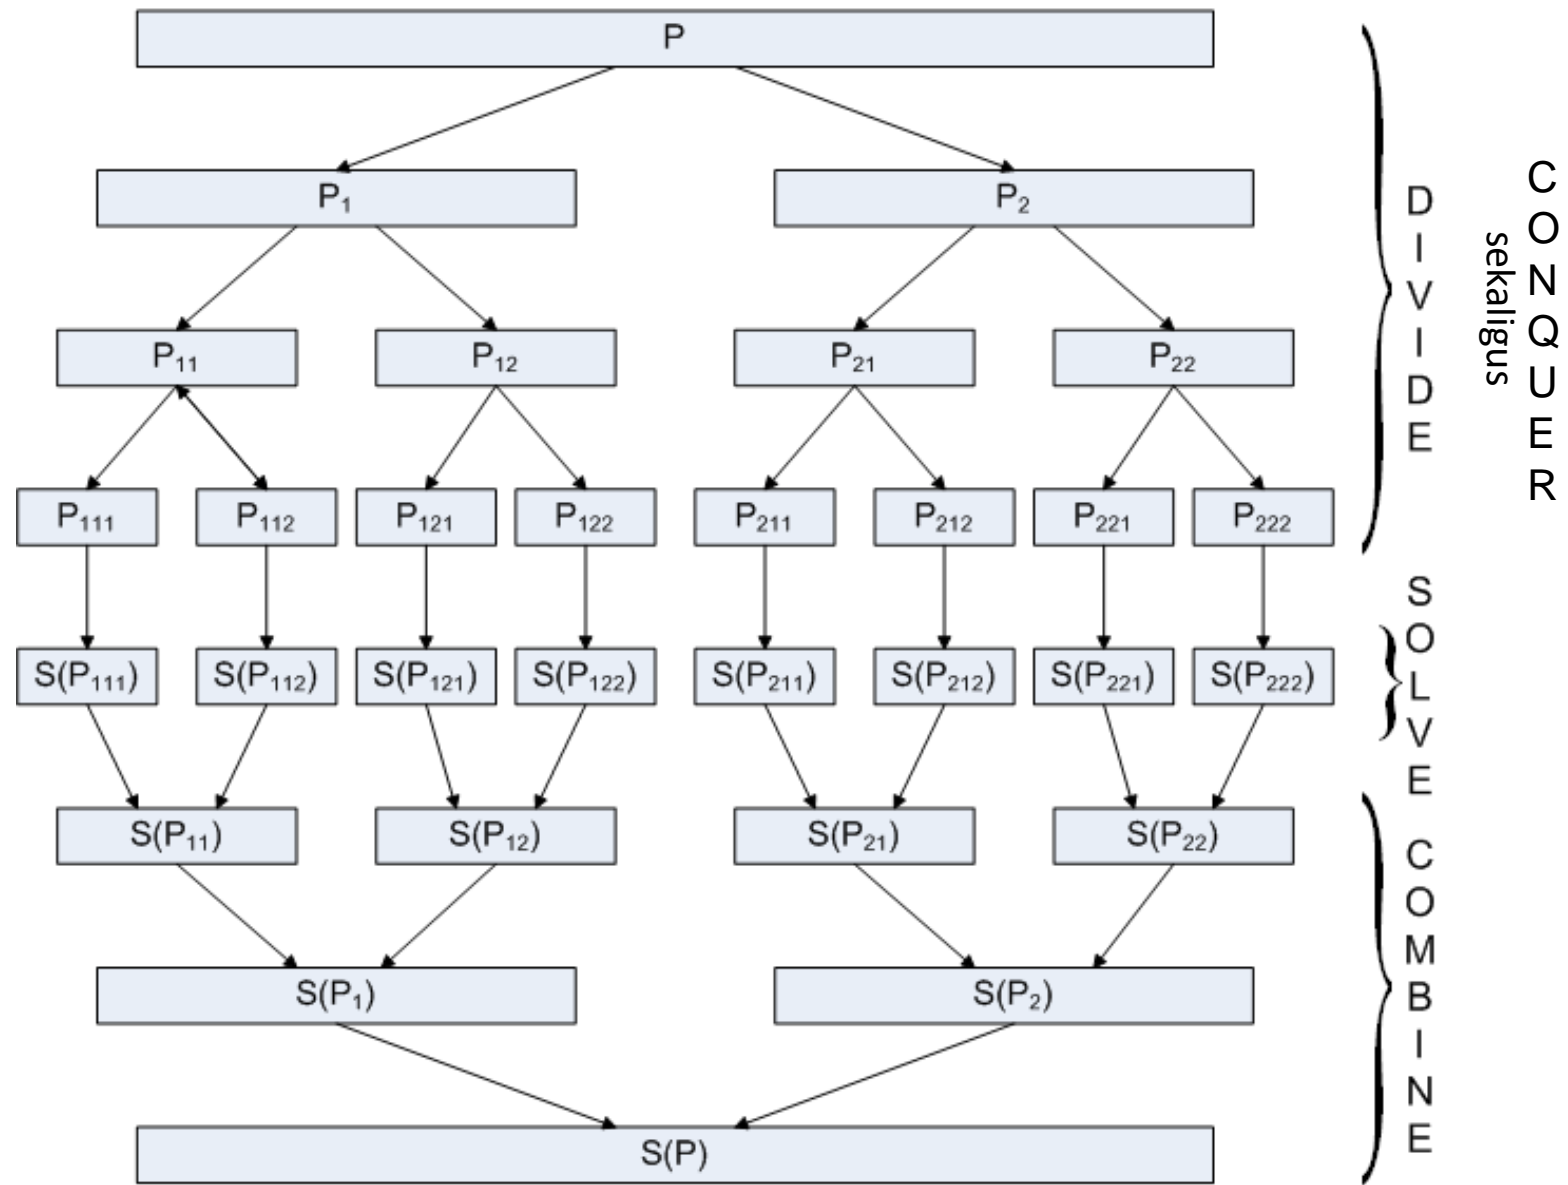 P
P₁ P₂
P₁₁ P₁₂ P₂₁ P₂₂
P₁₁₁ P₁₁₂ P₁₂₁ P₁₂₂ P₂₁₁ P₂₁₂ P₂₂₁ P₂₂₂
S(P₁₁₁) S(P₁₁₂) S(P₁₂₁) S(P₁₂₂) S(P₂₁₁) S(P₂₁₂) S(P₂₂₁) S(P₂₂₂)
S(P₁₁) S(P₁₂) S(P₂₁) S(P₂₂)
S(P₁) S(P₂)
S(P)
DIVIDE
sekaligus
CONQUER
SOLVE
COMBINE